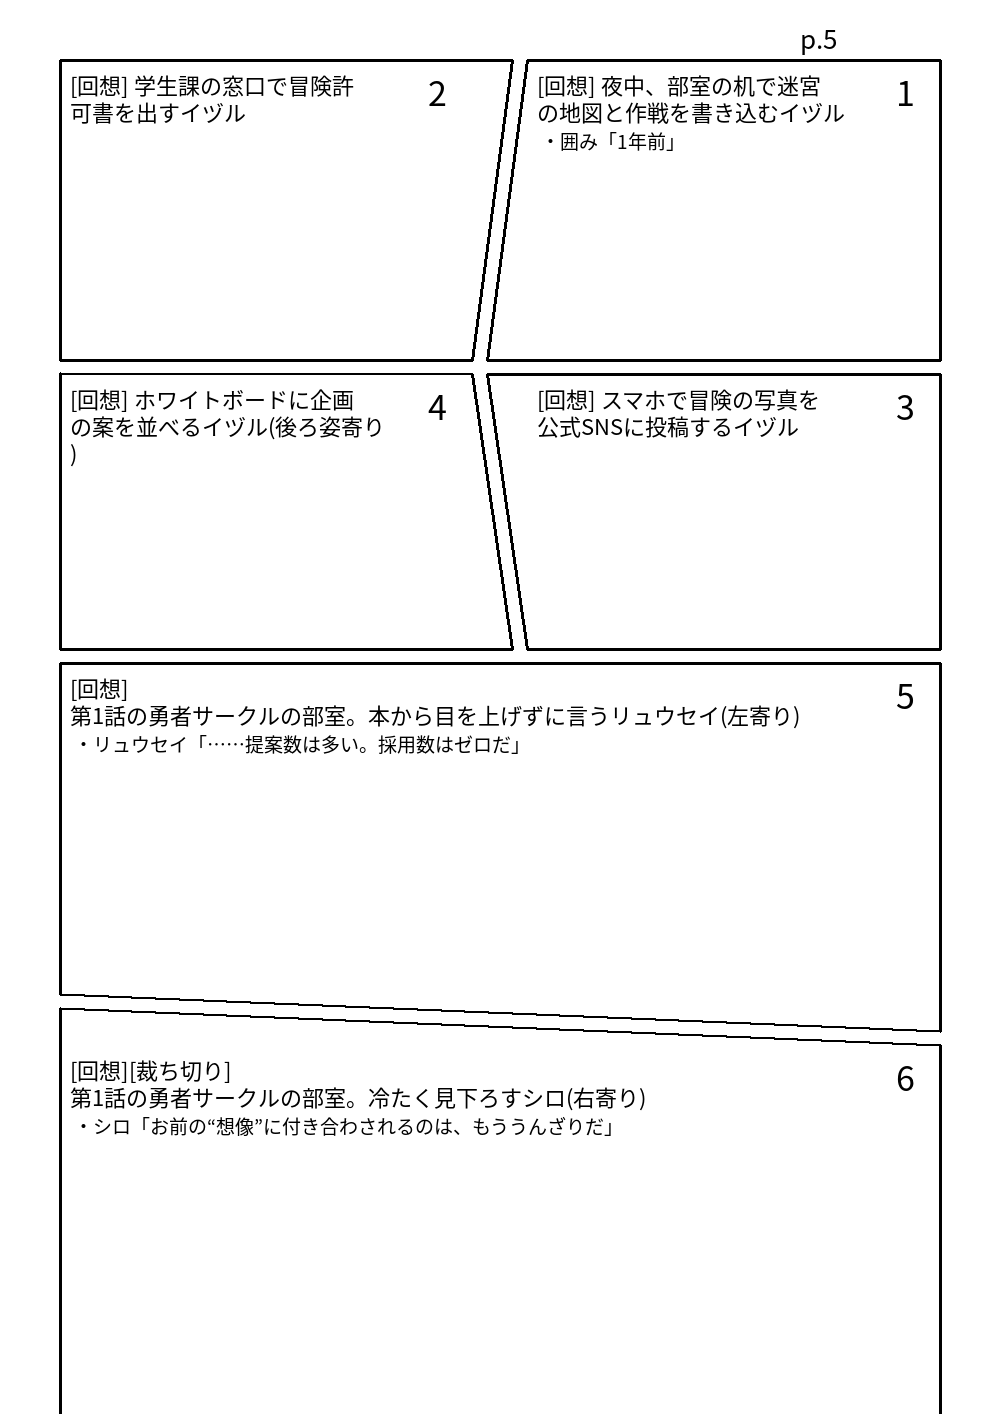 p.5
1
[回想] 夜中、部室の机で迷宮
の地図と作戦を書き込むイヅル
・囲み「1年前」
2
[回想] 学生課の窓口で冒険許
可書を出すイヅル
3
[回想] スマホで冒険の写真を
公式SNSに投稿するイヅル
4
[回想] ホワイトボードに企画
の案を並べるイヅル(後ろ姿寄り
)
5
[回想]
第1話の勇者サークルの部室。本から目を上げずに言うリュウセイ(左寄り)
・リュウセイ「……提案数は多い。採用数はゼロだ」
6
[回想][裁ち切り]
第1話の勇者サークルの部室。冷たく見下ろすシロ(右寄り)
・シロ「お前の“想像”に付き合わされるのは、もううんざりだ」